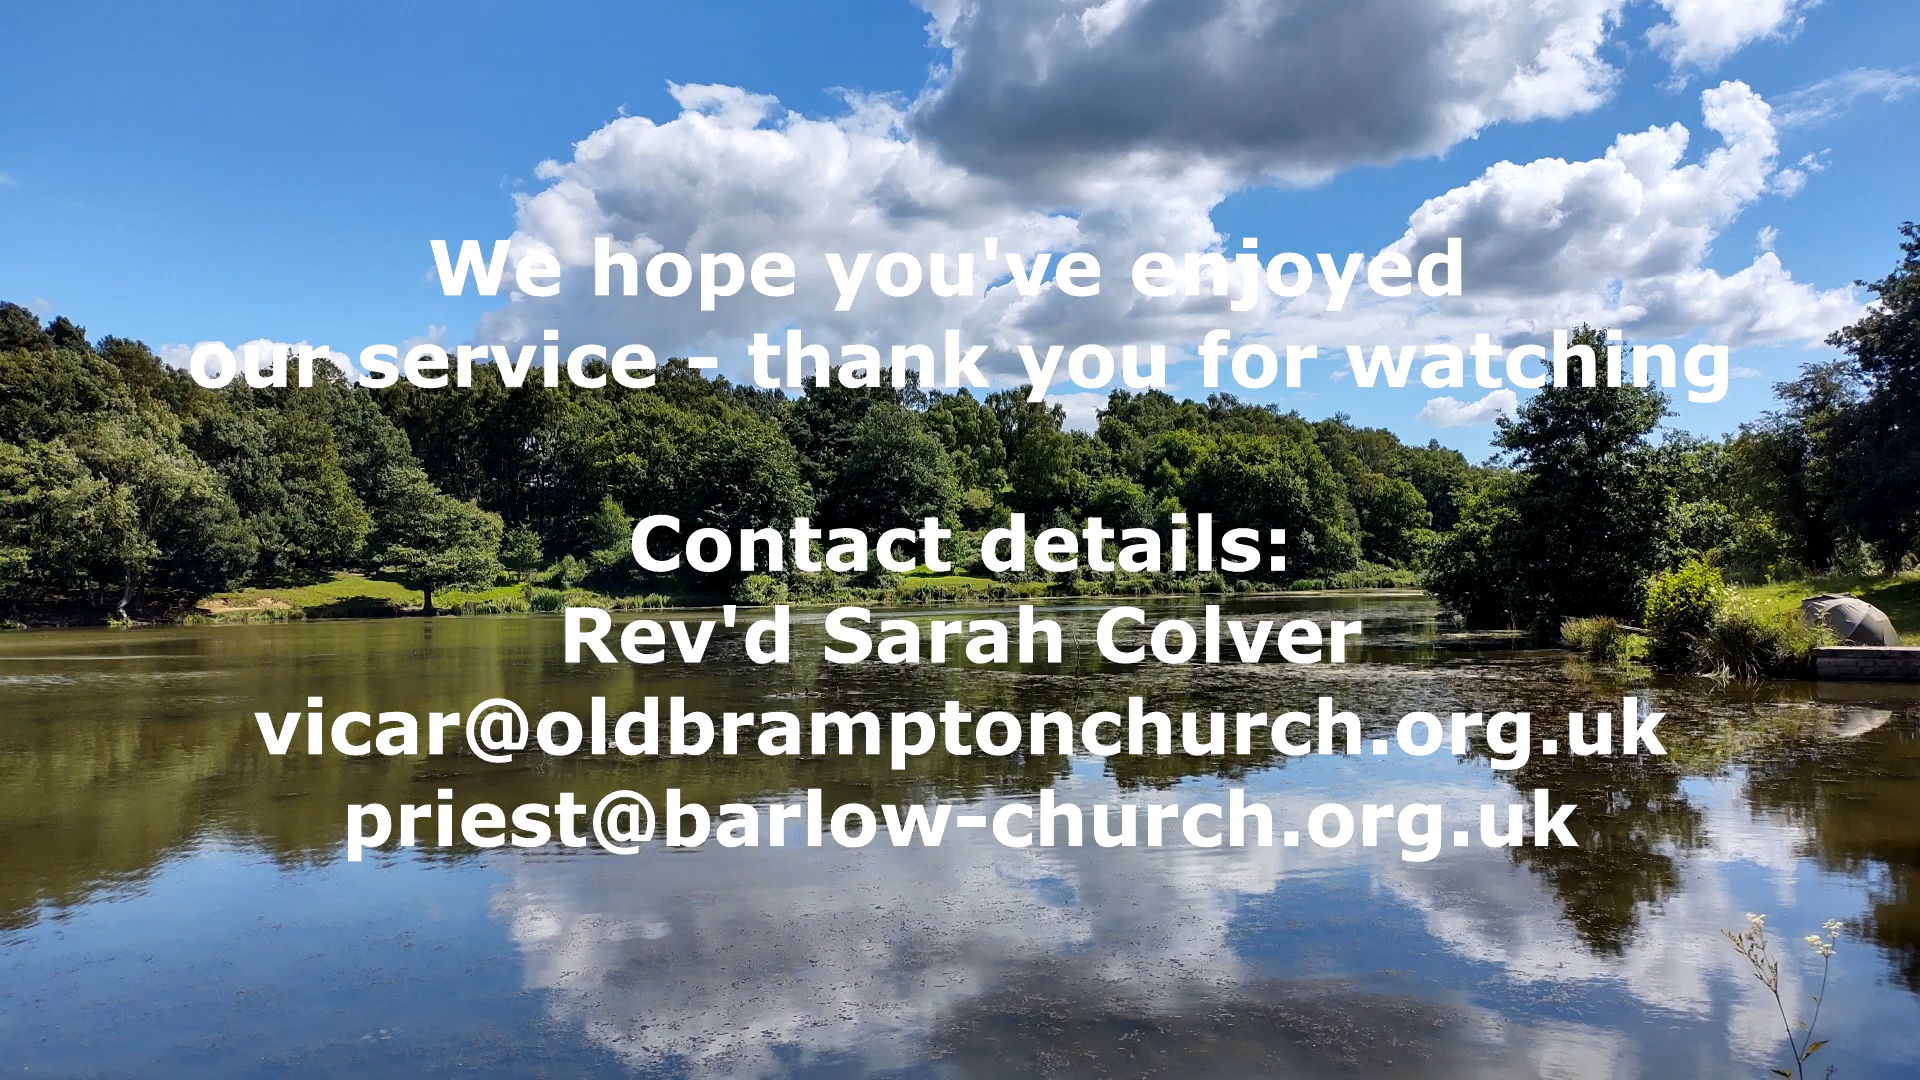 We hope you've enjoyed
our service - thank you for watching
Contact details:
Rev'd Sarah Colver
vicar@oldbramptonchurch.org.uk
priest@barlow-church.org.uk